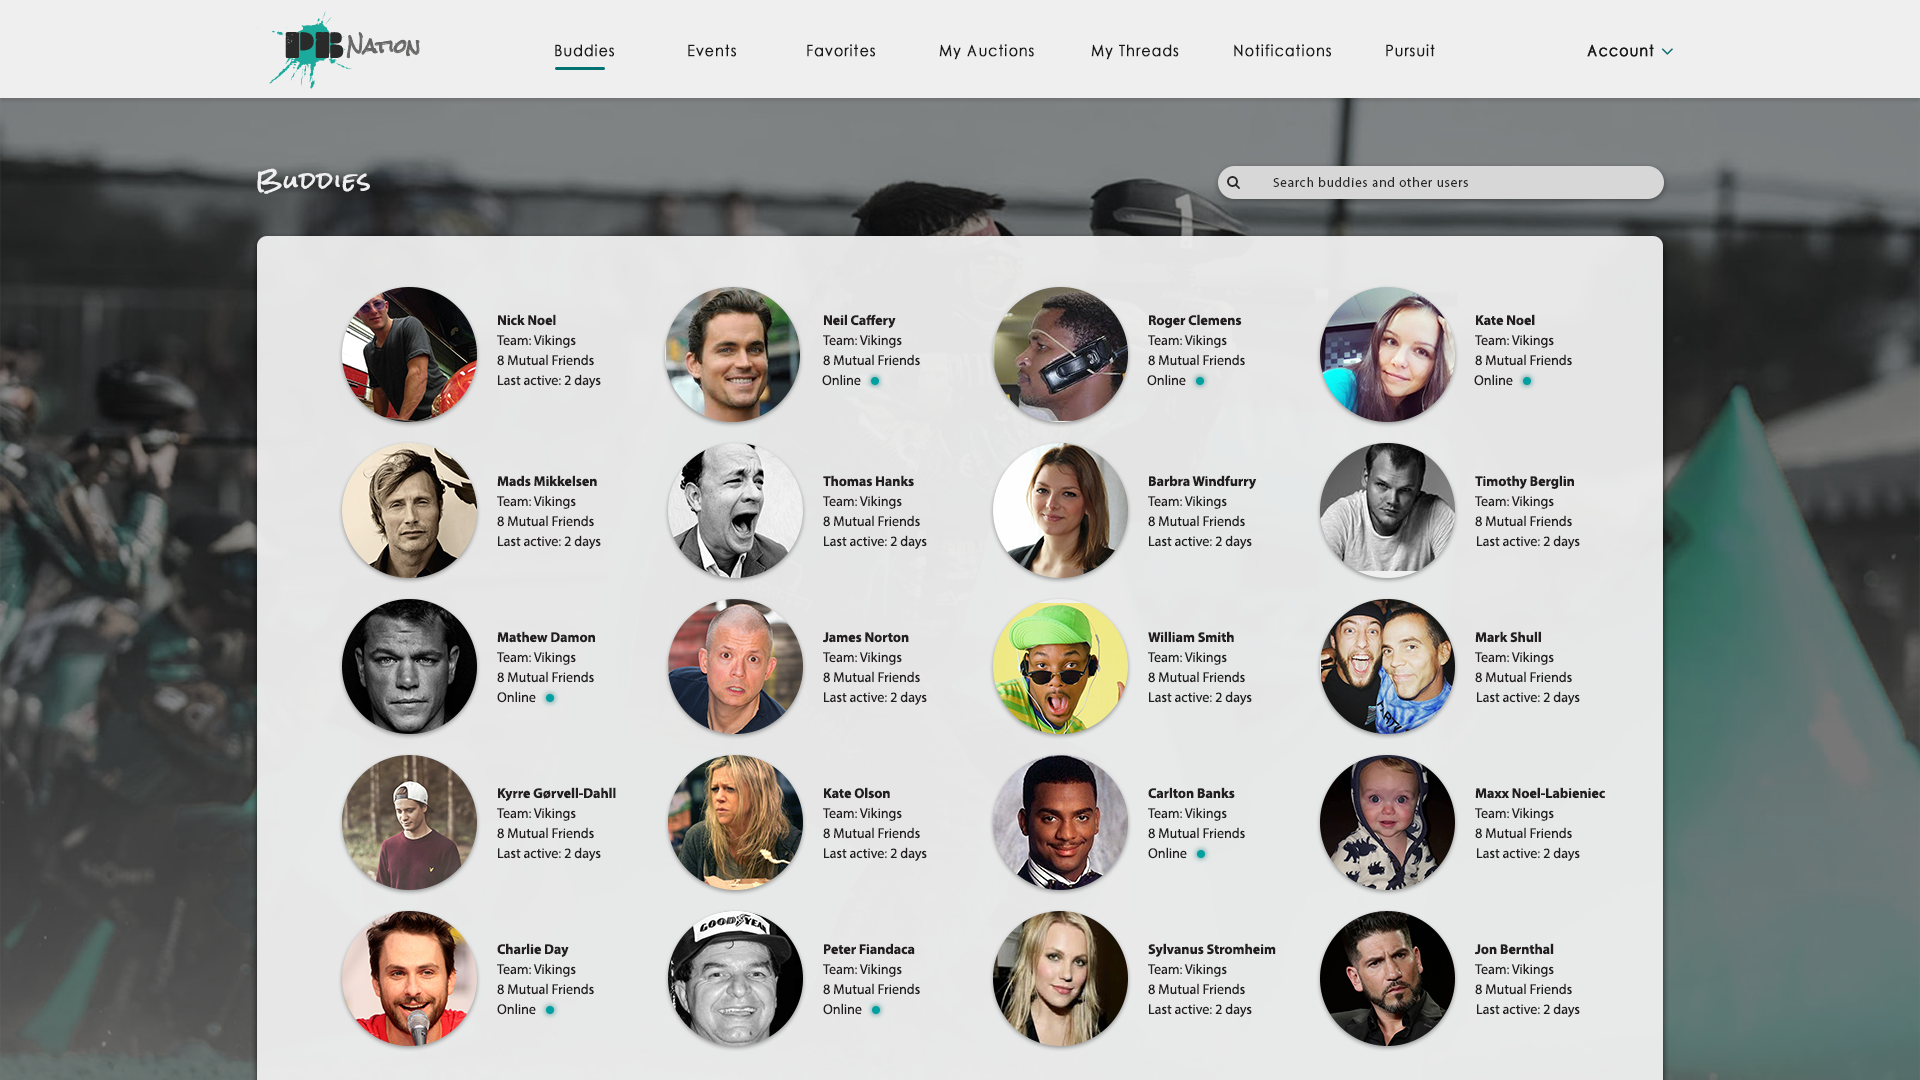 PB NATION
Buddies
Events
Favorites
My Auctions
My Threads
Notifications
Pursuit
Account
BUDDIES
Search buddies and other users
1
Nick Noel
Team: Vikings
8 Mutual Friends
Last active: 2 days
Neil Caffery
Team: Vikings
8 Mutual Friends
Online
Roger Clemens
Team: Vikings
8 Mutual Friends
Online
Kate Noel
Team: Vikings
8 Mutual Friends
Online
Mads Mikkelsen
Team: Vikings
8 Mutual Friends
Last active: 2 days
Thomas Hanks
Team: Vikings
8 Mutual Friends
Last active: 2 days
Barbra Windfurry
Team: Vikings
8 Mutual Friends
Last active: 2 days
Timothy Berglin
Team: Vikings
8 Mutual Friends
Last active: 2 days
Mathew Damon
Team: Vikings
8 Mutual Friends
Online
James Norton
Team: Vikings
8 Mutual Friends
Last active: 2 days
William Smith
Team: Vikings
8 Mutual Friends
Last active: 2 days
Mark Shull
Team: Vikings
8 Mutual Friends
Last active: 2 days
Kyrre Gørvell-Dahll
Team: Vikings
8 Mutual Friends
Last active: 2 days
Kate Olson
Team: Vikings
8 Mutual Friends
Last active: 2 days
Carlton Banks
Team: Vikings
8 Mutual Friends
Online
Maxx Noel-Labieniec
Team: Vikings
8 Mutual Friends
Last active: 2 days
Charlie Day
Team: Vikings
8 Mutual Friends
Online
GOOD YEAR
Peter Fiandaca
Team: Vikings
8 Mutual Friends
Online
Sylvanus Stromheim
Team: Vikings
8 Mutual Friends
Last active: 2 days
Jon Bernthal
Team: Vikings
8 Mutual Friends
Last active: 2 days